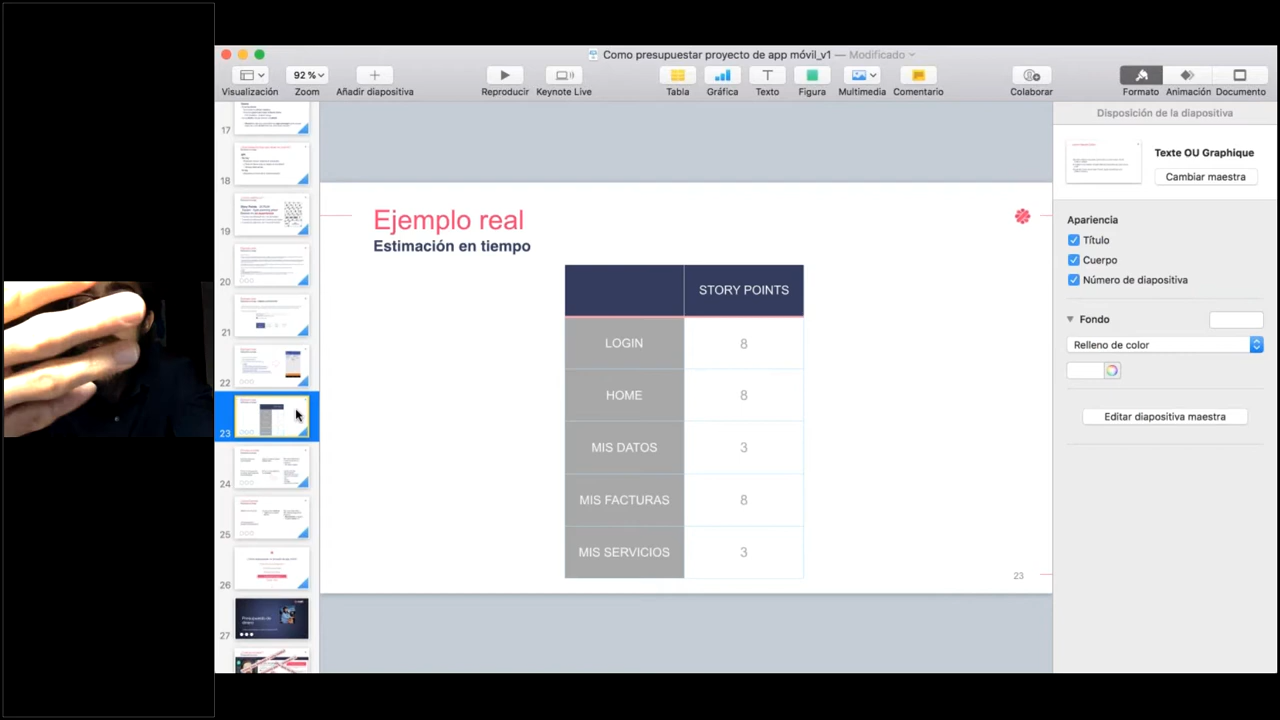 Como presupuestar proyecto de app móvil_v1 — Modificado
92 %
Visualización
Zoom
Añadir diapositiva
Reproducir
Keynote Live
Tabla
Gráfica
Texto
Figura
Multimedia
Comentario
Colaborar
Formato
Animación
Documento
17
18
19
20
21
22
23
24
25
26
27
Ejemplo real
Estimación en tiempo
STORY POINTS
LOGIN 8
HOME 8
MIS DATOS 3
MIS FACTURAS 8
MIS SERVICIOS 3
23
Disposición de la diapositiva
Texte OU Graphique
Cambiar maestra
Apariencia
Título
Cuerpo
Número de diapositiva
Fondo
Relleno de color
Editar diapositiva maestra